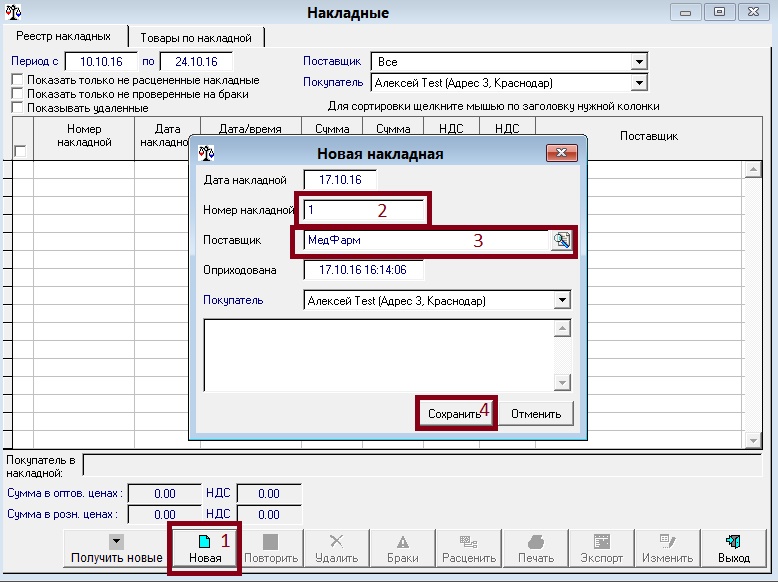 Накладные
Реестр накладных Товары по накладной
Период с 10.10.16 по 24.10.16 Поставщик Все
Показать только не расцененные накладные Покупатель Алексей Test (Адрес 3, Краснодар)
Показать только не проверенные на браки
Показывать удаленные Для сортировки щелкните мышью по заголовку нужной колонки
Номер накладной Дата Дата/время Сумма Сумма НДС НДС Поставщик
Новая накладная
Дата накладной 17.10.16
Номер накладной 1 2
Поставщик МедФарм 3
Оприходована 17.10.16 16:14:06
Покупатель Алексей Test (Адрес 3, Краснодар)
Сохранить 4 Отменить
Покупатель в
накладной:
Сумма в оптов. ценах : 0.00 НДС 0.00
Сумма в розн. ценах : 0.00 НДС 0.00
Получить новые Новая 1 Повторить Удалить Браки Расценить Печать Экспорт Изменить Выход